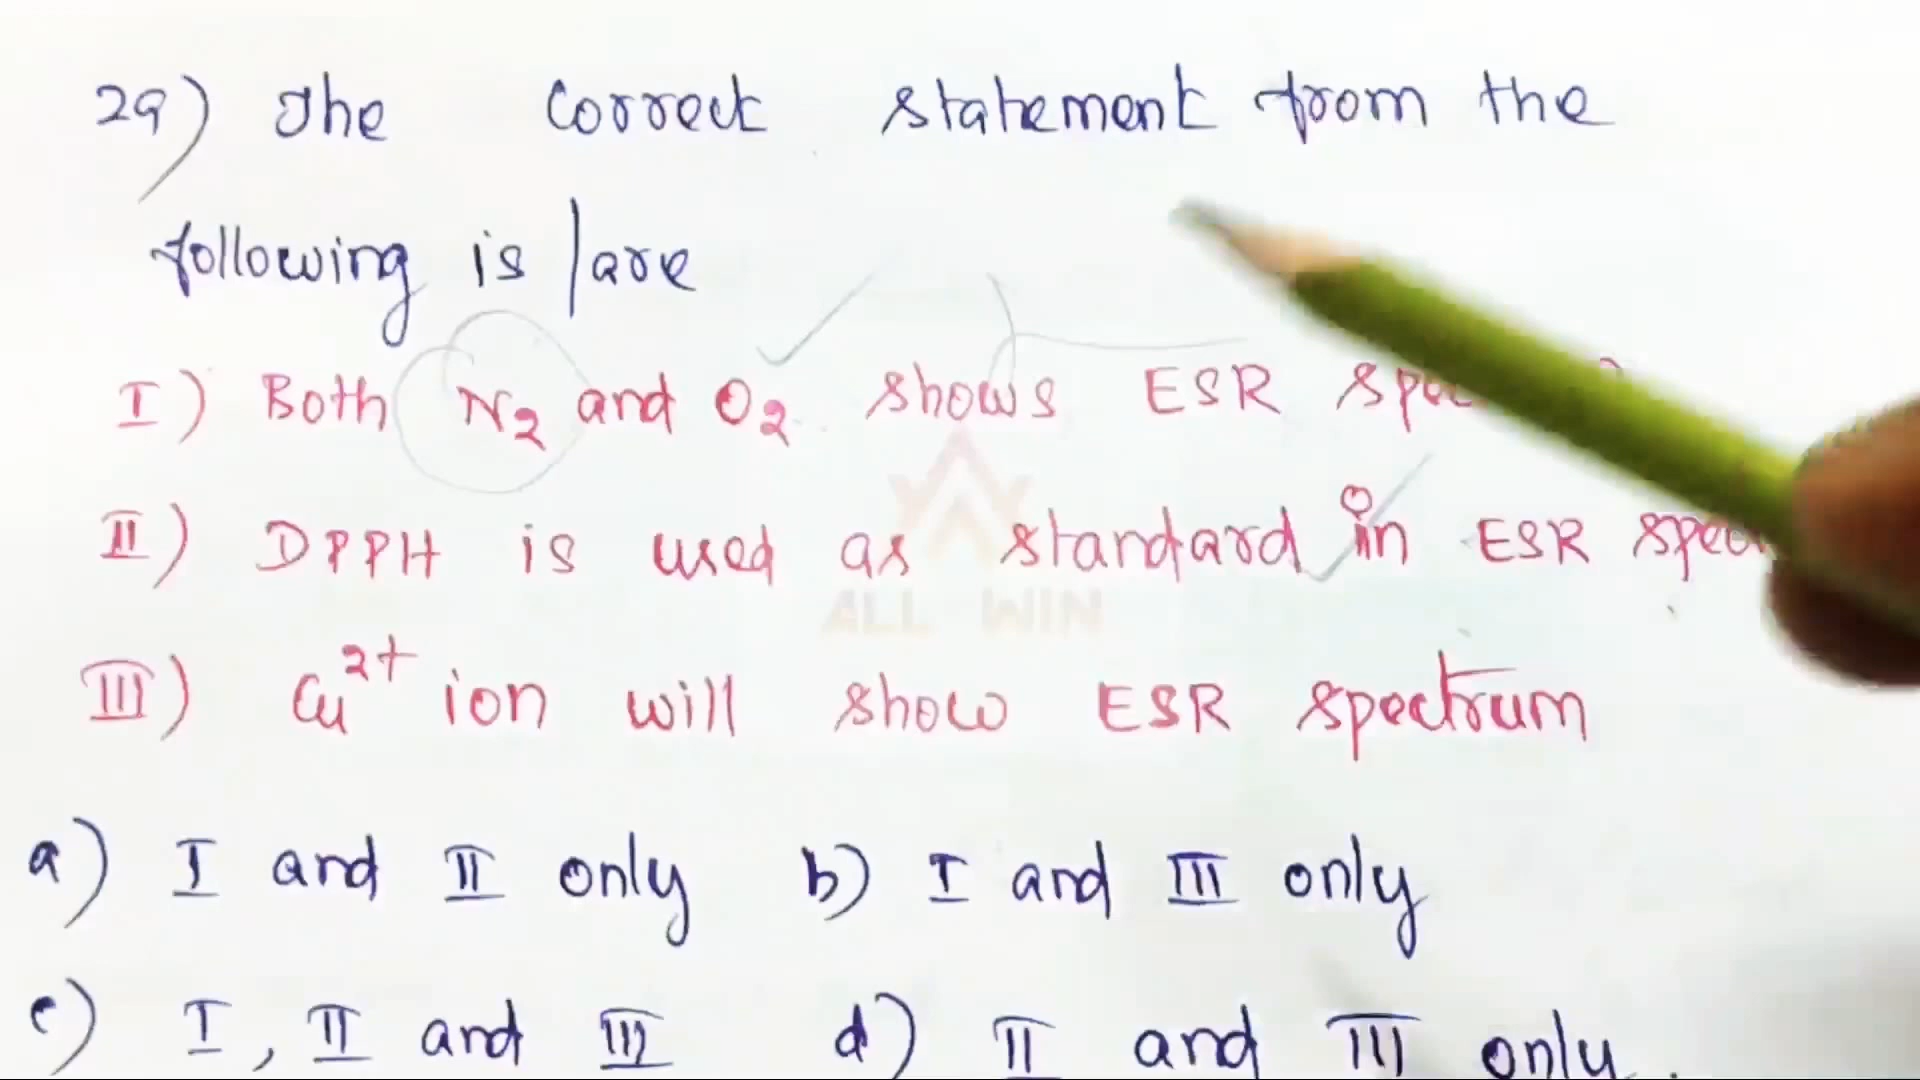 29) The correct statement from the
following is/are
I) Both N2 and O2 shows ESR
II) DPPH is used as standard in ESR
III) Cu2+ ion will show ESR spectrum
ALL WIN
a) I and II only b) I and III only
c) I, II and III d) II and III only.